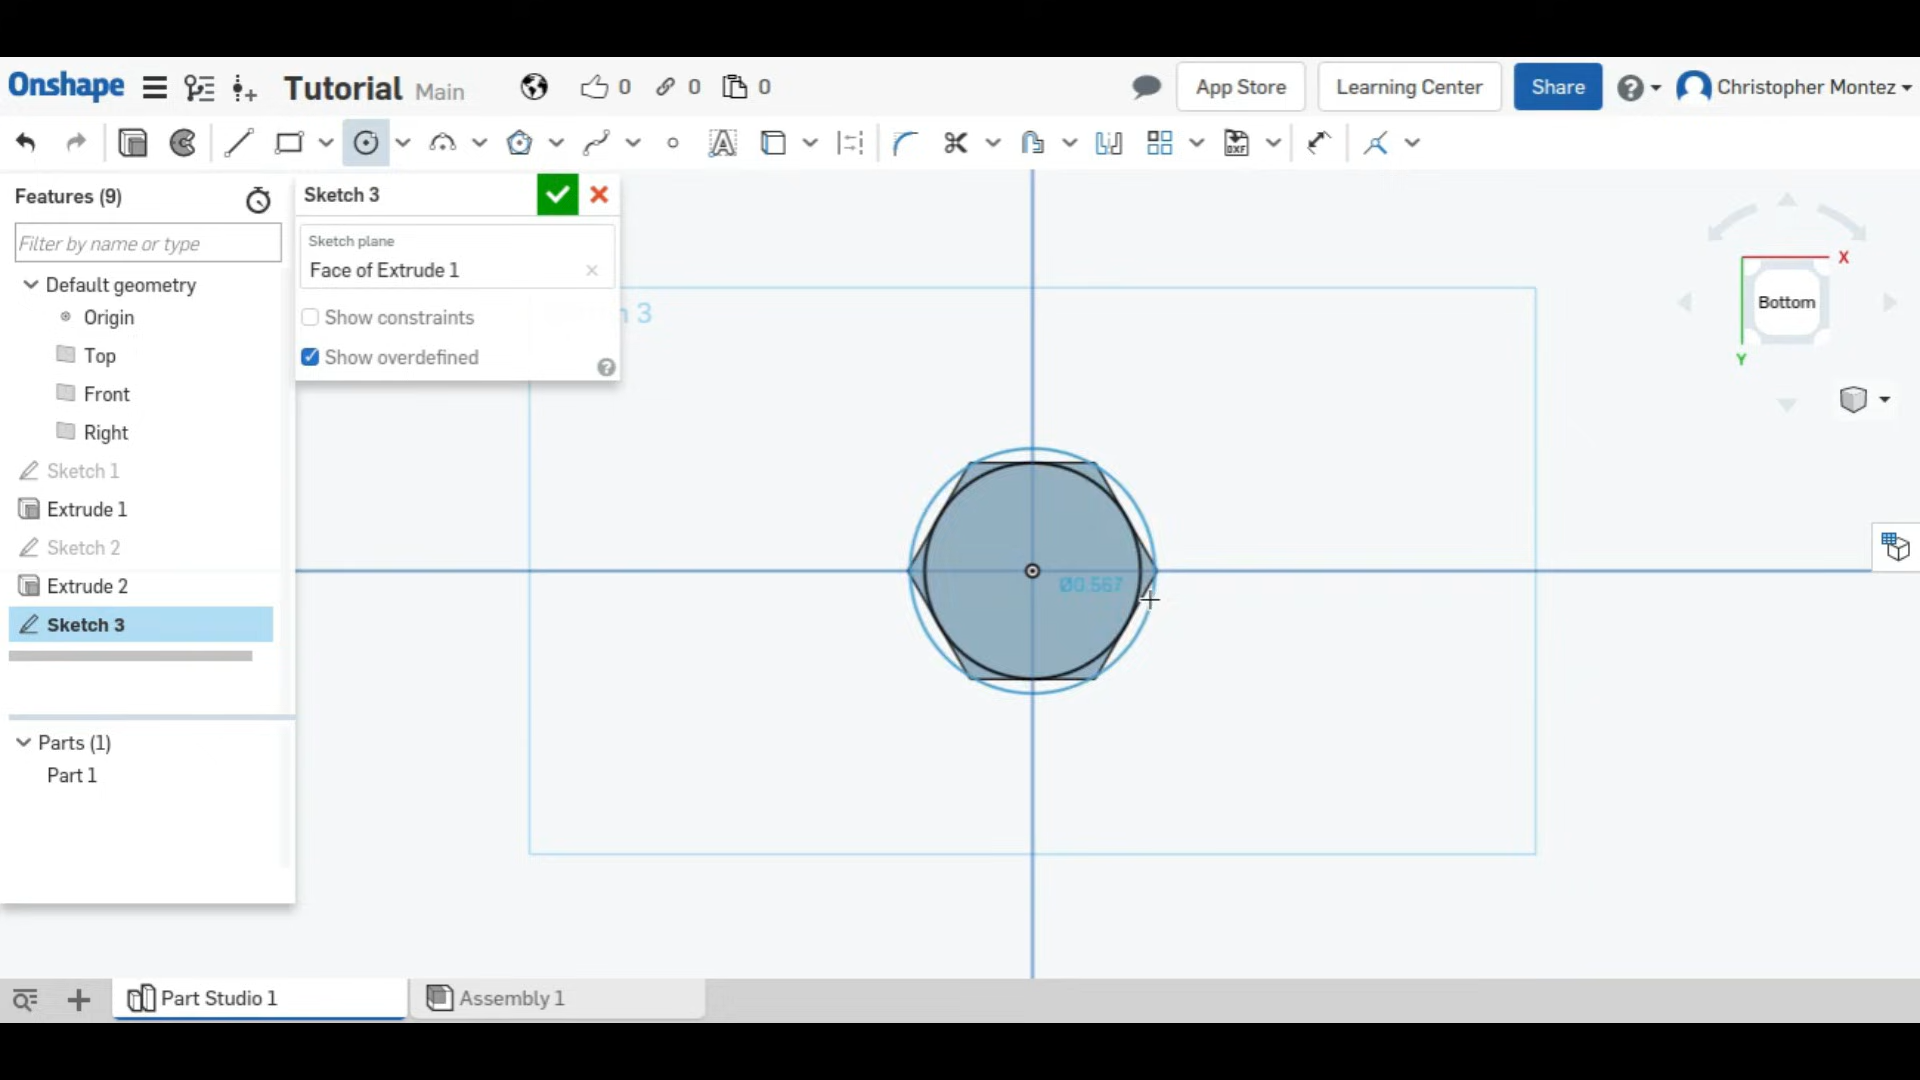 Onshape Tutorial Main 0 0 0 App Store Learning Center Share Christopher Montez
DXF
Features (9)
Filter by name or type
Default geometry
Origin
Top
Front
Right
Sketch 1
Extrude 1
Sketch 2
Extrude 2
Sketch 3
Parts (1)
Part 1
Sketch 3
Sketch plane
Face of Extrude 1
Show constraints
Show overdefined
3
Ø0.567
X
Bottom
Y
Part Studio 1 Assembly 1